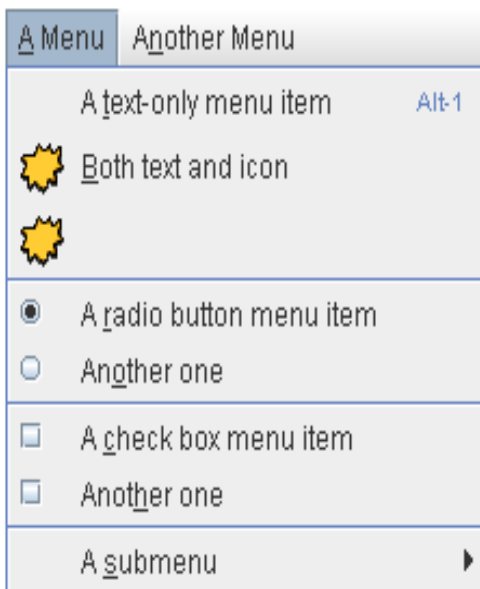 A Menu Another Menu
A text-only menu item Alt-1
Both text and icon
A radio button menu item
Another one
A check box menu item
Another one
A submenu